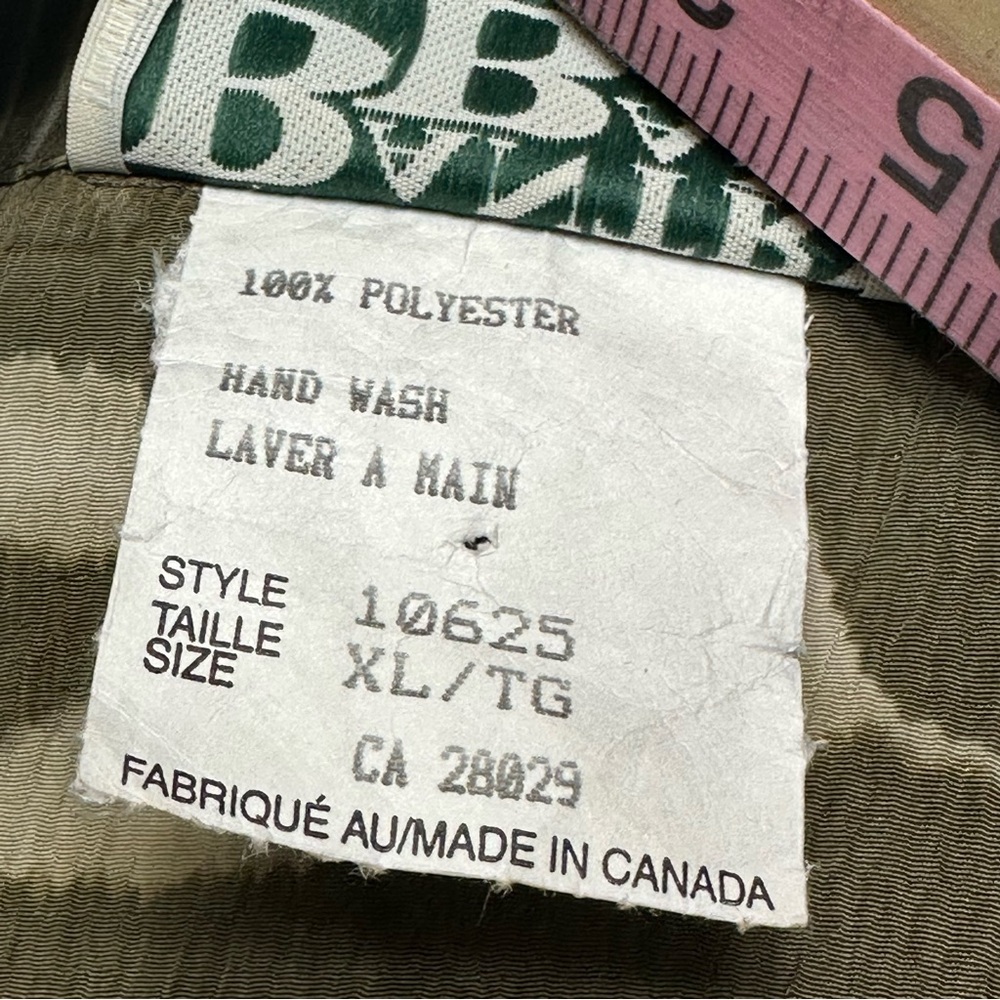 100% POLYESTER
HAND WASH
LAVER A MAIN
STYLE 10625
TAILLE
SIZE XL/TG
CA 28029
FABRIQUÉ AU/MADE IN CANADA
5